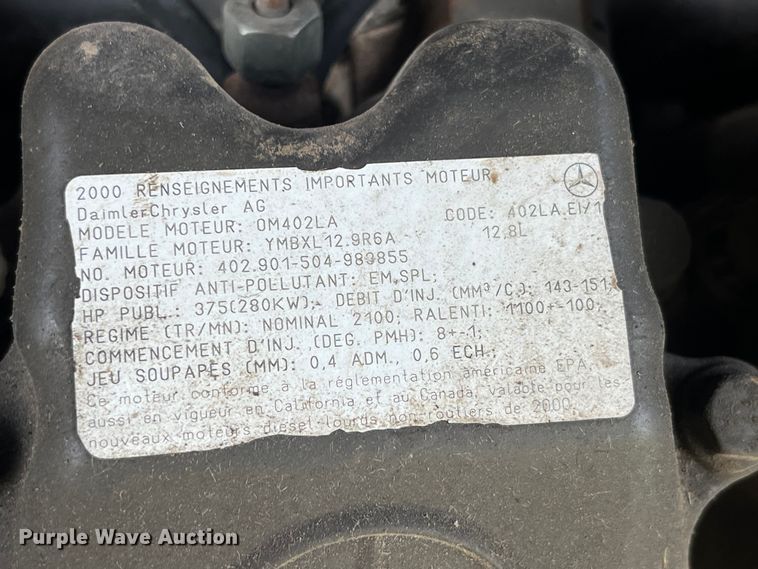 2000 RENSEIGNEMENTS IMPORTANTS MOTEUR
DaimlerChrysler AG
MODELE MOTEUR: OM402LA CODE: 402LA.EI/1
FAMILLE MOTEUR: YMBXL12.9R6A 12,8L
NO. MOTEUR: 402.901-504-989855
DISPOSITIF ANTI-POLLUTANT: EM,SPL;
HP PUBL.: 375(280KW); DEBIT D'INJ. (MM³/C.): 143-151
REGIME (TR/MN): NOMINAL 2100; RALENTI: 1100+-100;
COMMENCEMENT D'INJ. (DEG. PMH): 8+-1;
JEU SOUPAPES (MM): 0,4 ADM., 0,6 ECH.
Ce moteur conforme à la réglementation américaine EPA,
aussi en vigueur en California et au Canada, valable pour les
nouveaux moteurs diesel lourds non-routiers de 2000.
Purple Wave Auction